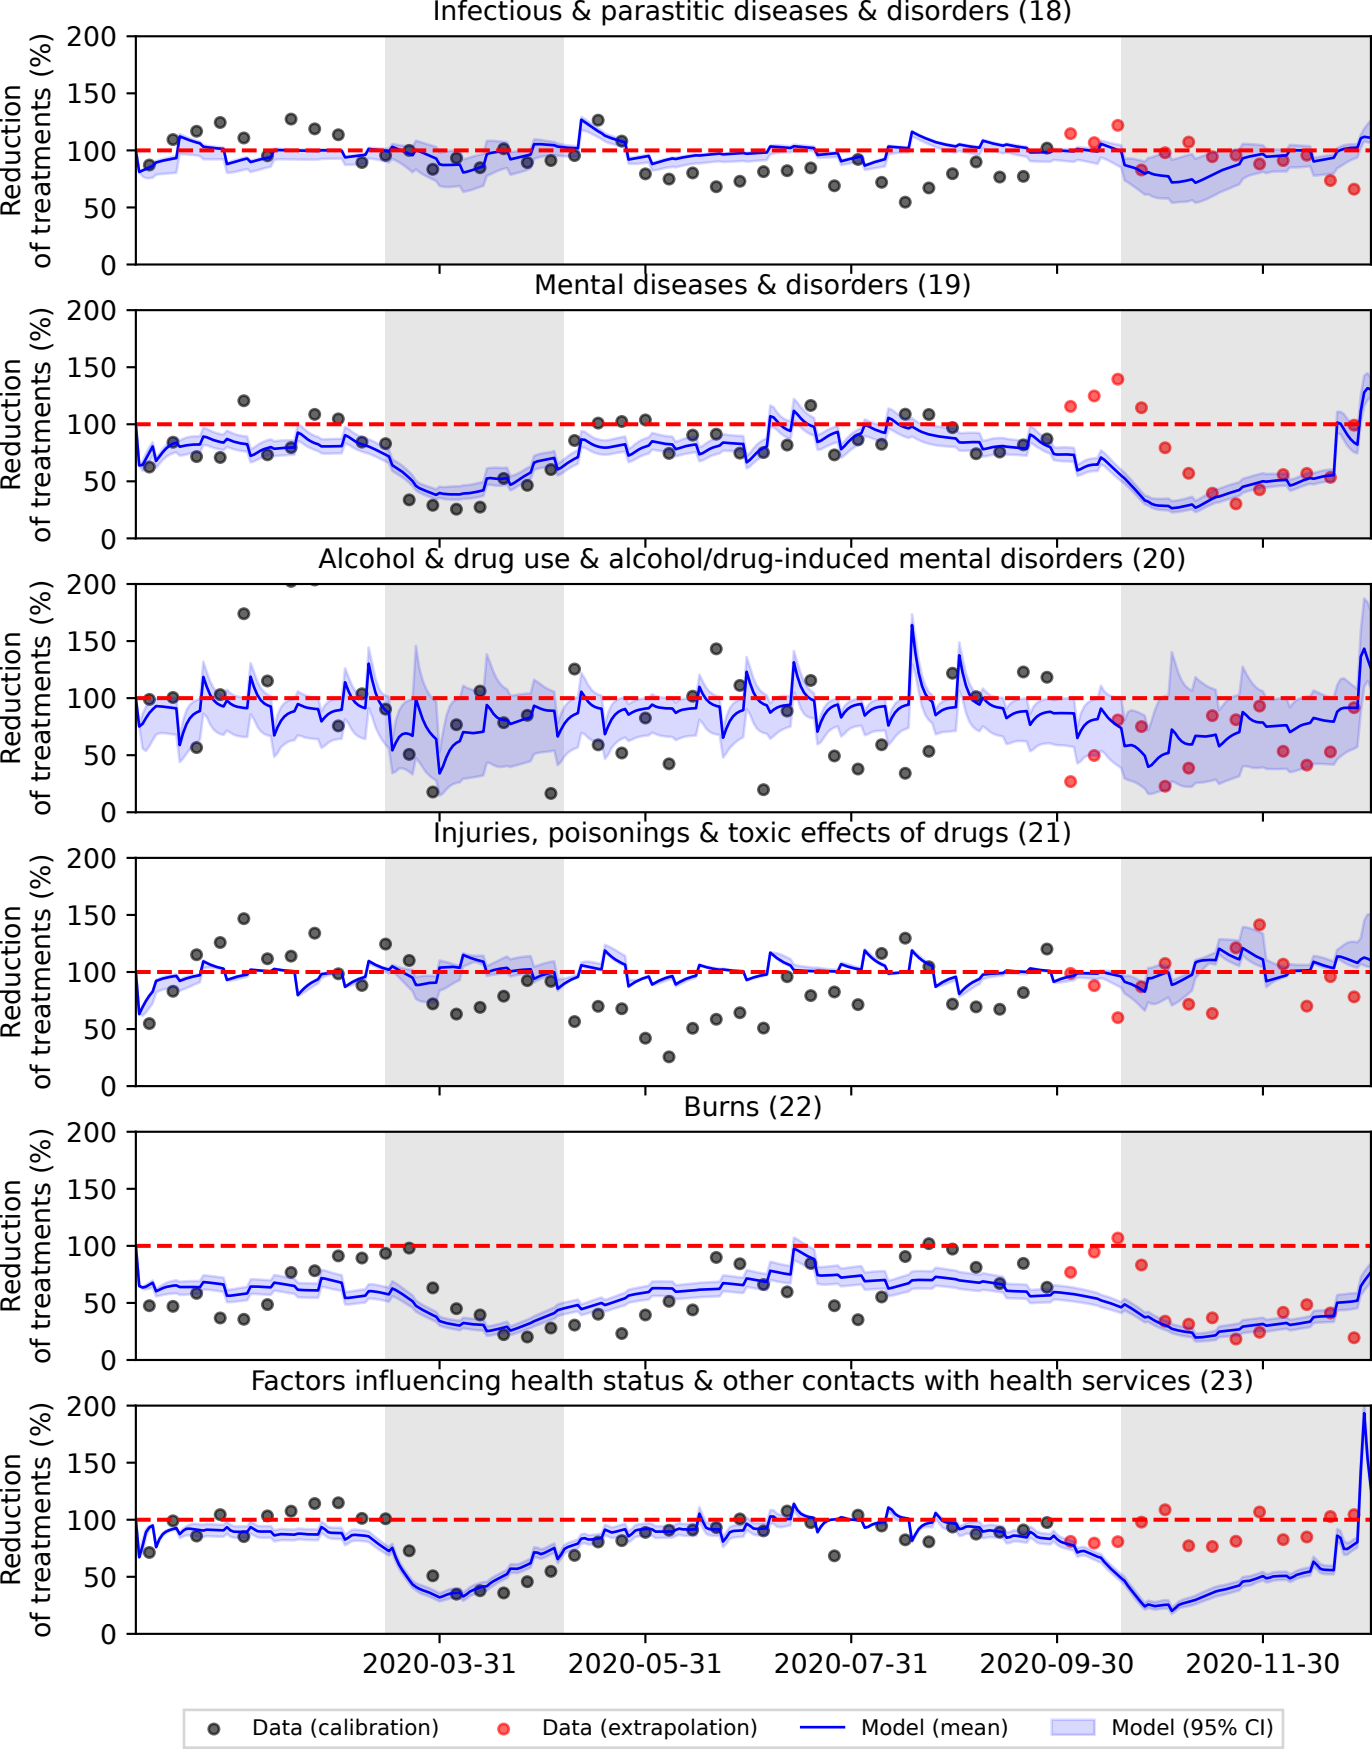 Infectious & parastitic diseases & disorders (18)
Reduction
of treatments (%)
200
150
100
50
0
Mental diseases & disorders (19)
Reduction
of treatments (%)
200
150
100
50
0
Alcohol & drug use & alcohol/drug-induced mental disorders (20)
Reduction
of treatments (%)
200
150
100
50
0
Injuries, poisonings & toxic effects of drugs (21)
Reduction
of treatments (%)
200
150
100
50
0
Burns (22)
Reduction
of treatments (%)
200
150
100
50
0
Factors influencing health status & other contacts with health services (23)
Reduction
of treatments (%)
200
150
100
50
0
2020-03-31 2020-05-31 2020-07-31 2020-09-30 2020-11-30
Data (calibration) Data (extrapolation) Model (mean) Model (95% CI)